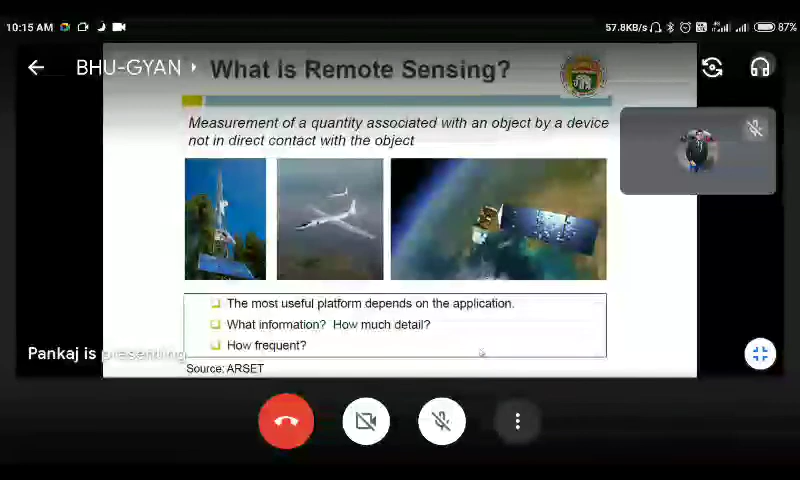 10:15 AM
57.8KB/s
87%
BHU-GYAN
What is Remote Sensing?
Measurement of a quantity associated with an object by a device
not in direct contact with the object
The most useful platform depends on the application.
What information? How much detail?
How frequent?
Pankaj is presenting
Source: ARSET